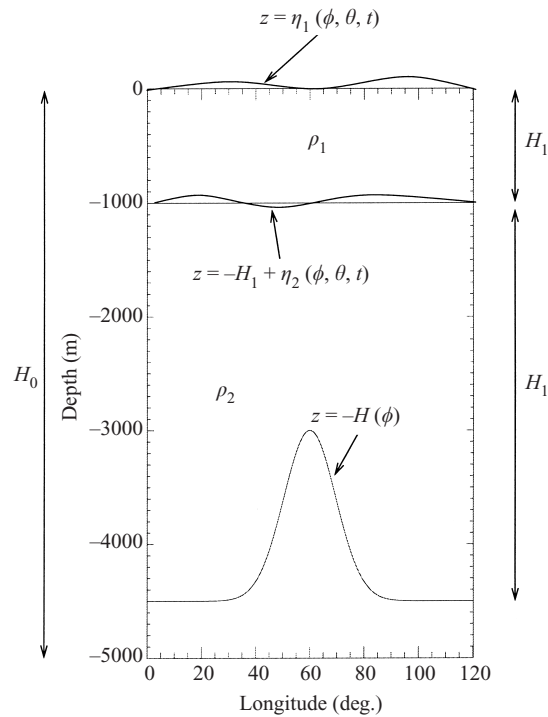 z = η₁ (ϕ, θ, t)
0
ρ₁
H₁
–1000
z = –H₁ + η₂ (ϕ, θ, t)
–2000
H₀
Depth (m)
ρ₂
H₁
–3000
z = –H (ϕ)
–4000
–5000
0 20 40 60 80 100 120
Longitude (deg.)